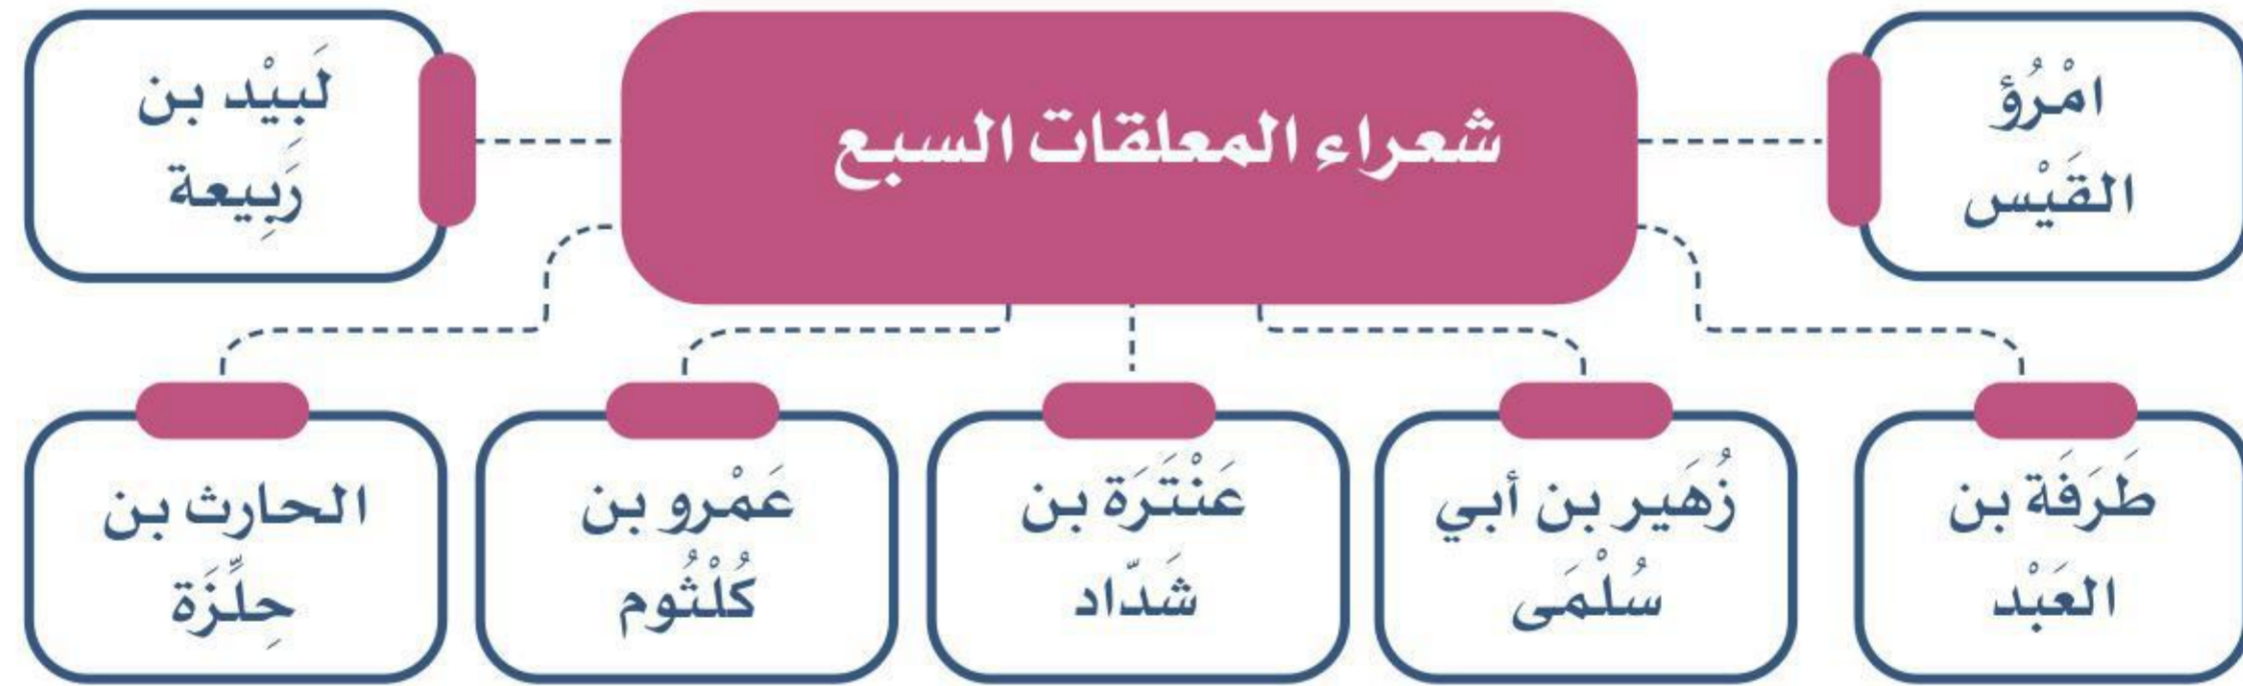 شعراء المعلقات السبع
امْرُؤ
القَيْس
طَرَفَة بن
العَبْد
زُهَير بن أبي
سُلْمَى
عَنْتَرَة بن
شَدّاد
عَمْرو بن
كُلْثُوم
الحارث بن
حِلِّزَة
لَبِيْد بن
رَبِيعة